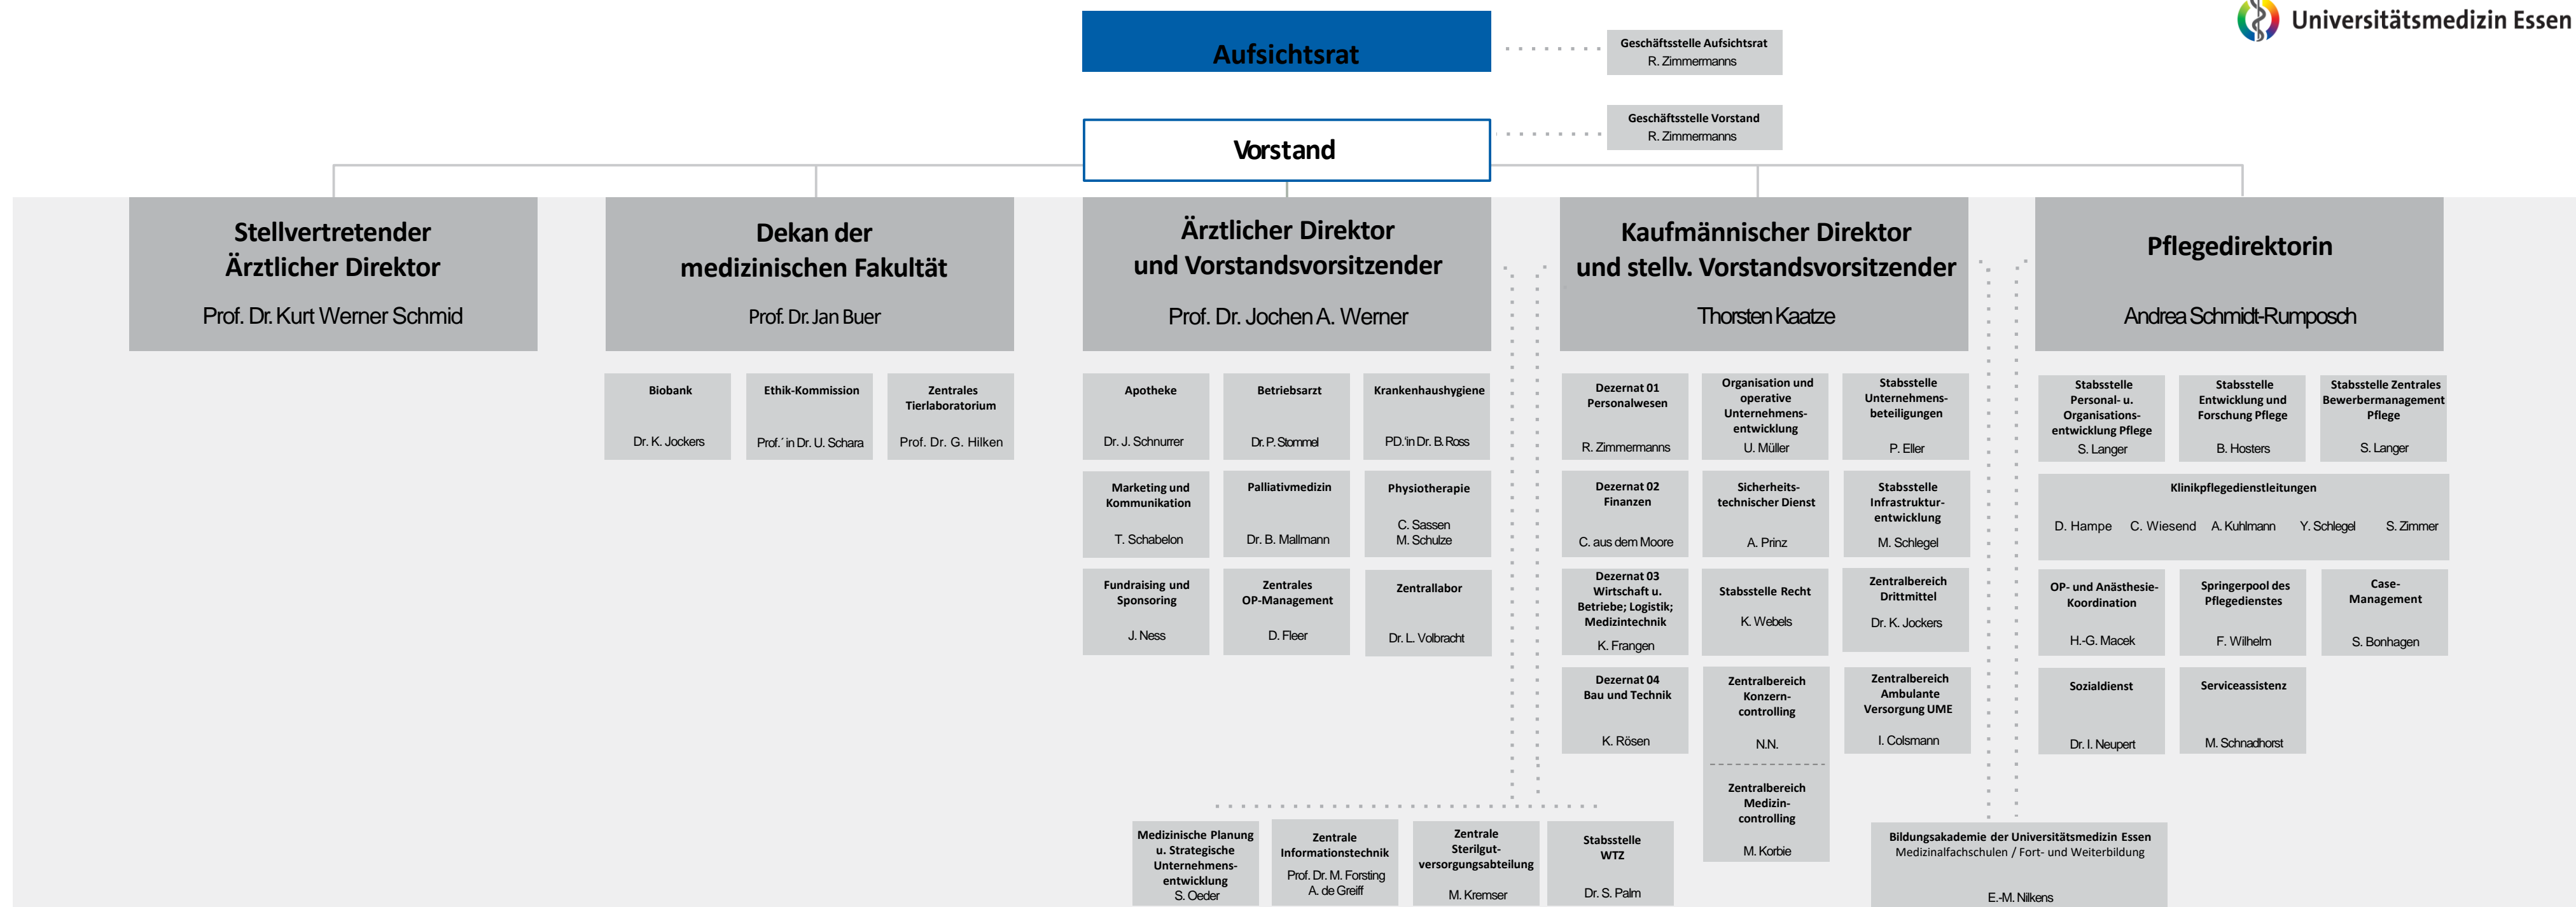 Universitätsmedizin Essen
Aufsichtsrat
Geschäftsstelle Aufsichtsrat
R. Zimmermanns
Geschäftsstelle Vorstand
R. Zimmermanns
Vorstand
Stellvertretender
Ärztlicher Direktor
Prof. Dr. Kurt Werner Schmid
Dekan der
medizinischen Fakultät
Prof. Dr. Jan Buer
Ärztlicher Direktor
und Vorstandsvorsitzender
Prof. Dr. Jochen A. Werner
Kaufmännischer Direktor
und stellv. Vorstandsvorsitzender
Thorsten Kaatze
Pflegedirektorin
Andrea Schmidt-Rumposch
Biobank
Dr. K. Jockers
Ethik-Kommission
Prof.´ in Dr. U. Schara
Zentrales
Tierlaboratorium
Prof. Dr. G. Hilken
Apotheke
Dr. J. Schnurrer
Betriebsarzt
Dr. P. Stommel
Krankenhaushygiene
PD.'in Dr. B. Ross
Marketing und
Kommunikation
T. Schabelon
Palliativmedizin
Dr. B. Mallmann
Physiotherapie
C. Sassen
M. Schulze
Fundraising und
Sponsoring
J. Ness
Zentrales
OP-Management
D. Fleer
Zentrallabor
Dr. L. Volbracht
Dezernat 01
Personalwesen
R. Zimmermanns
Organisation und
operative
Unternehmens-
entwicklung
U. Müller
Stabsstelle
Unternehmens-
beteiligungen
P. Eller
Dezernat 02
Finanzen
C. aus dem Moore
Sicherheits-
technischer Dienst
A. Prinz
Stabsstelle
Infrastruktur-
entwicklung
M. Schlegel
Dezernat 03
Wirtschaft u.
Betriebe; Logistik;
Medizintechnik
K. Frangen
Stabsstelle Recht
K. Webels
Zentralbereich
Drittmittel
Dr. K. Jockers
Dezernat 04
Bau und Technik
K. Rösen
Zentralbereich
Konzern-
controlling
N.N.
Zentralbereich
Medizin-
controlling
M. Korbie
Zentralbereich
Ambulante
Versorgung UME
I. Colsmann
Stabsstelle
Personal- u.
Organisations-
entwicklung Pflege
S. Langer
Stabsstelle
Entwicklung und
Forschung Pflege
B. Hosters
Stabsstelle Zentrales
Bewerbermanagement
Pflege
S. Langer
Klinikpflegedienstleitungen
D. Hampe C. Wiesend A. Kuhlmann Y. Schlegel S. Zimmer
OP- und Anästhesie-
Koordination
H.-G. Macek
Springerpool des
Pflegedienstes
F. Wilhelm
Case-
Management
S. Bonhagen
Sozialdienst
Dr. I. Neupert
Serviceassistenz
M. Schnadhorst
Medizinische Planung
u. Strategische
Unternehmens-
entwicklung
S. Oeder
Zentrale
Informationstechnik
Prof. Dr. M. Forsting
A. de Greiff
Zentrale
Sterilgut-
versorgungsabteilung
M. Kremser
Stabsstelle
WTZ
Dr. S. Palm
Bildungsakademie der Universitätsmedizin Essen
Medizinalfachschulen / Fort- und Weiterbildung
E.-M. Nilkens